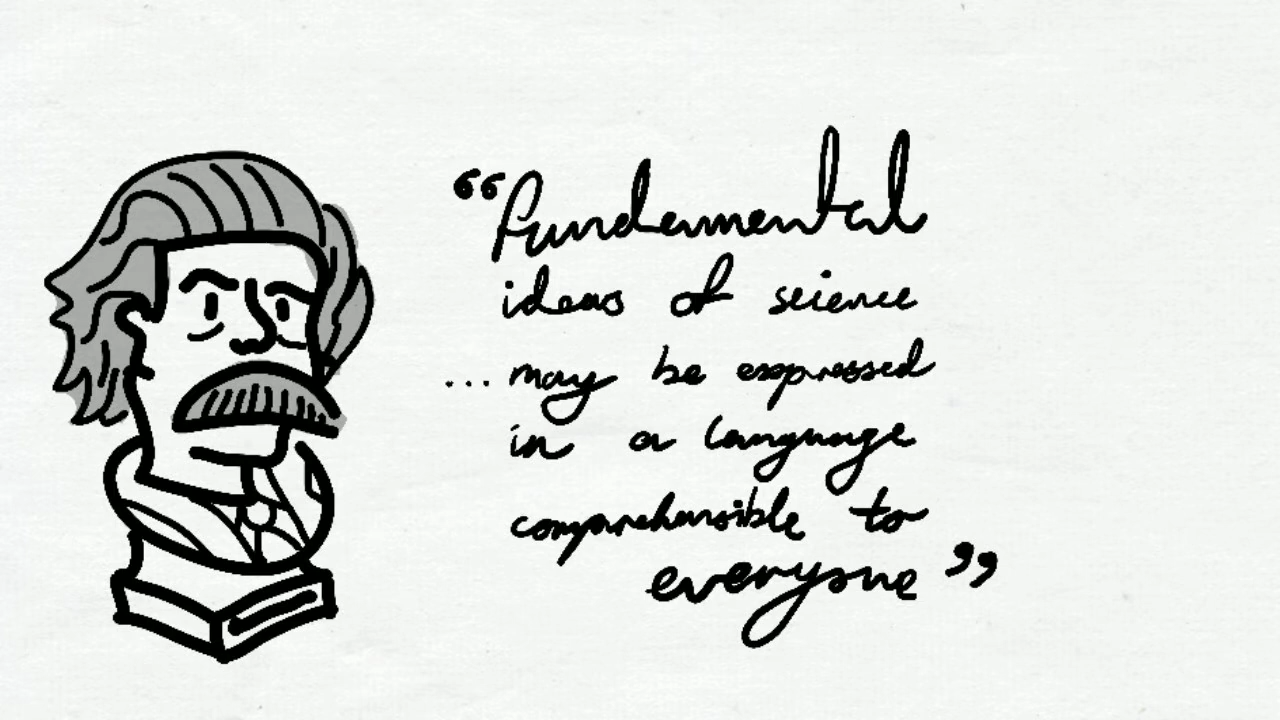 “fundamental
ideas of science
...may be expressed
in a language
comprehensible to
everyone”